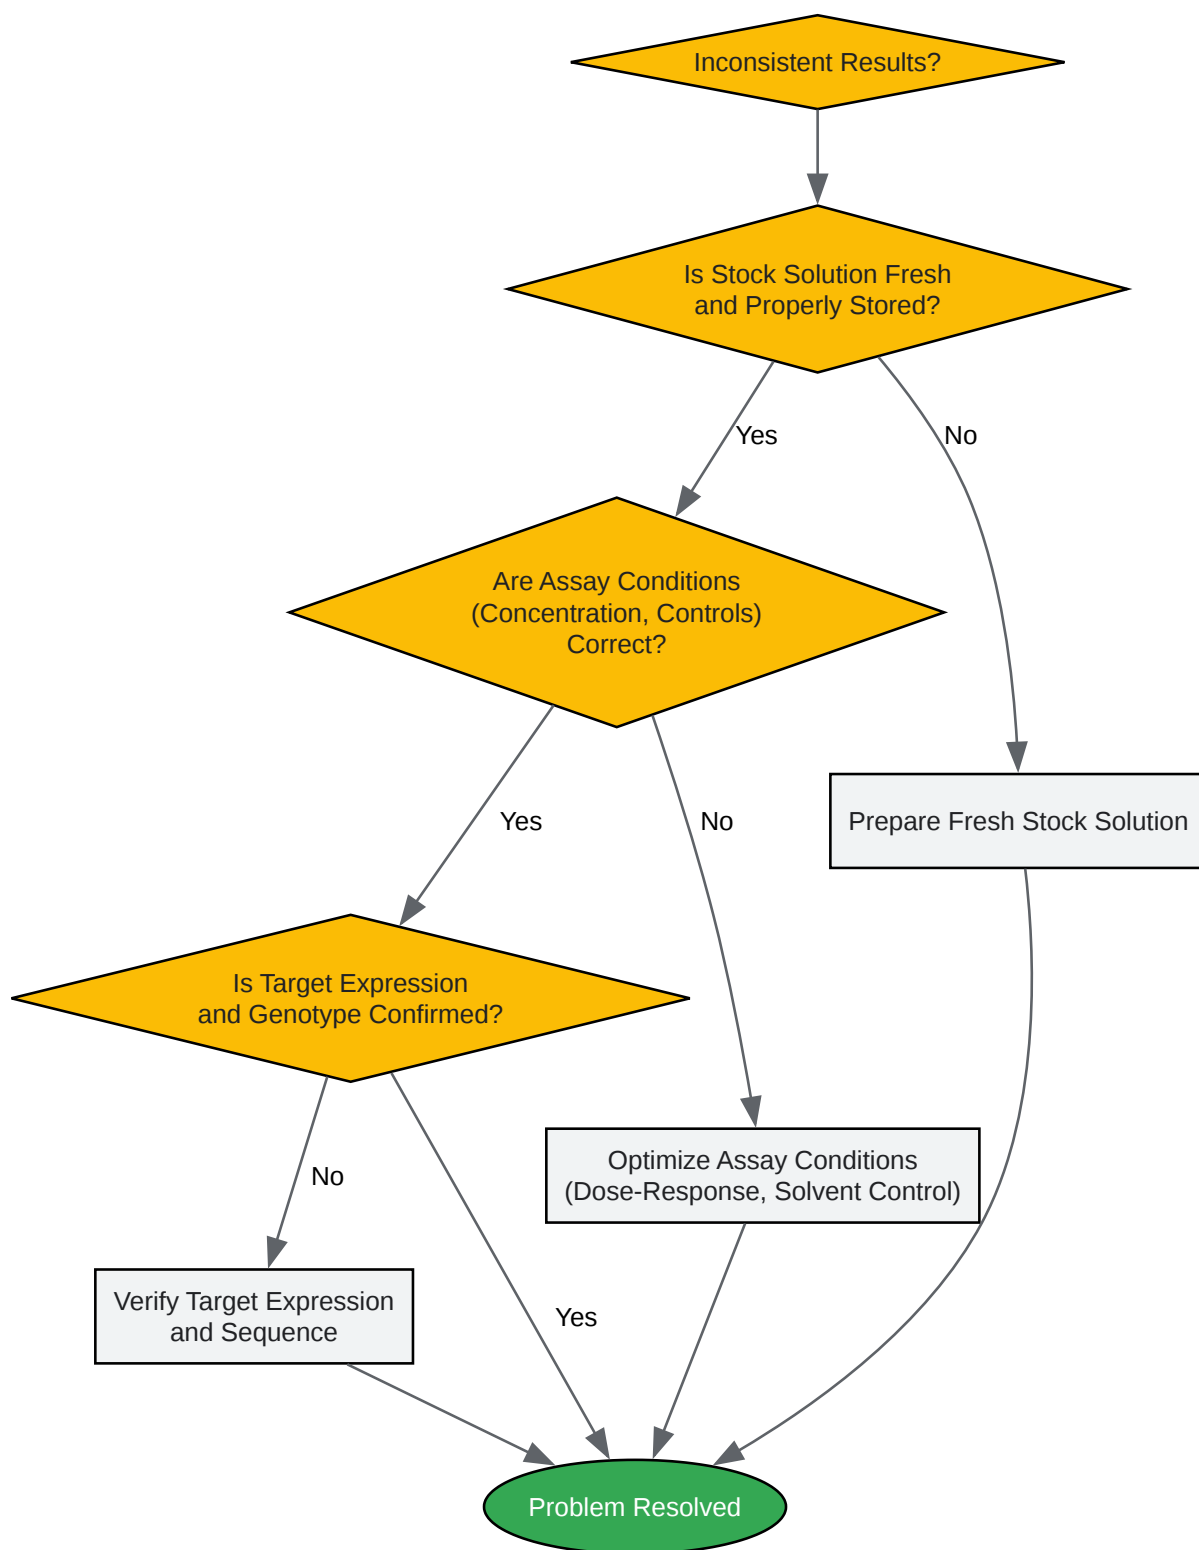 Inconsistent Results?
Is Stock Solution Fresh
and Properly Stored?
Yes
No
Are Assay Conditions
(Concentration, Controls)
Correct?
Yes
No
Prepare Fresh Stock Solution
Is Target Expression
and Genotype Confirmed?
No
Yes
Optimize Assay Conditions
(Dose-Response, Solvent Control)
Verify Target Expression
and Sequence
Problem Resolved